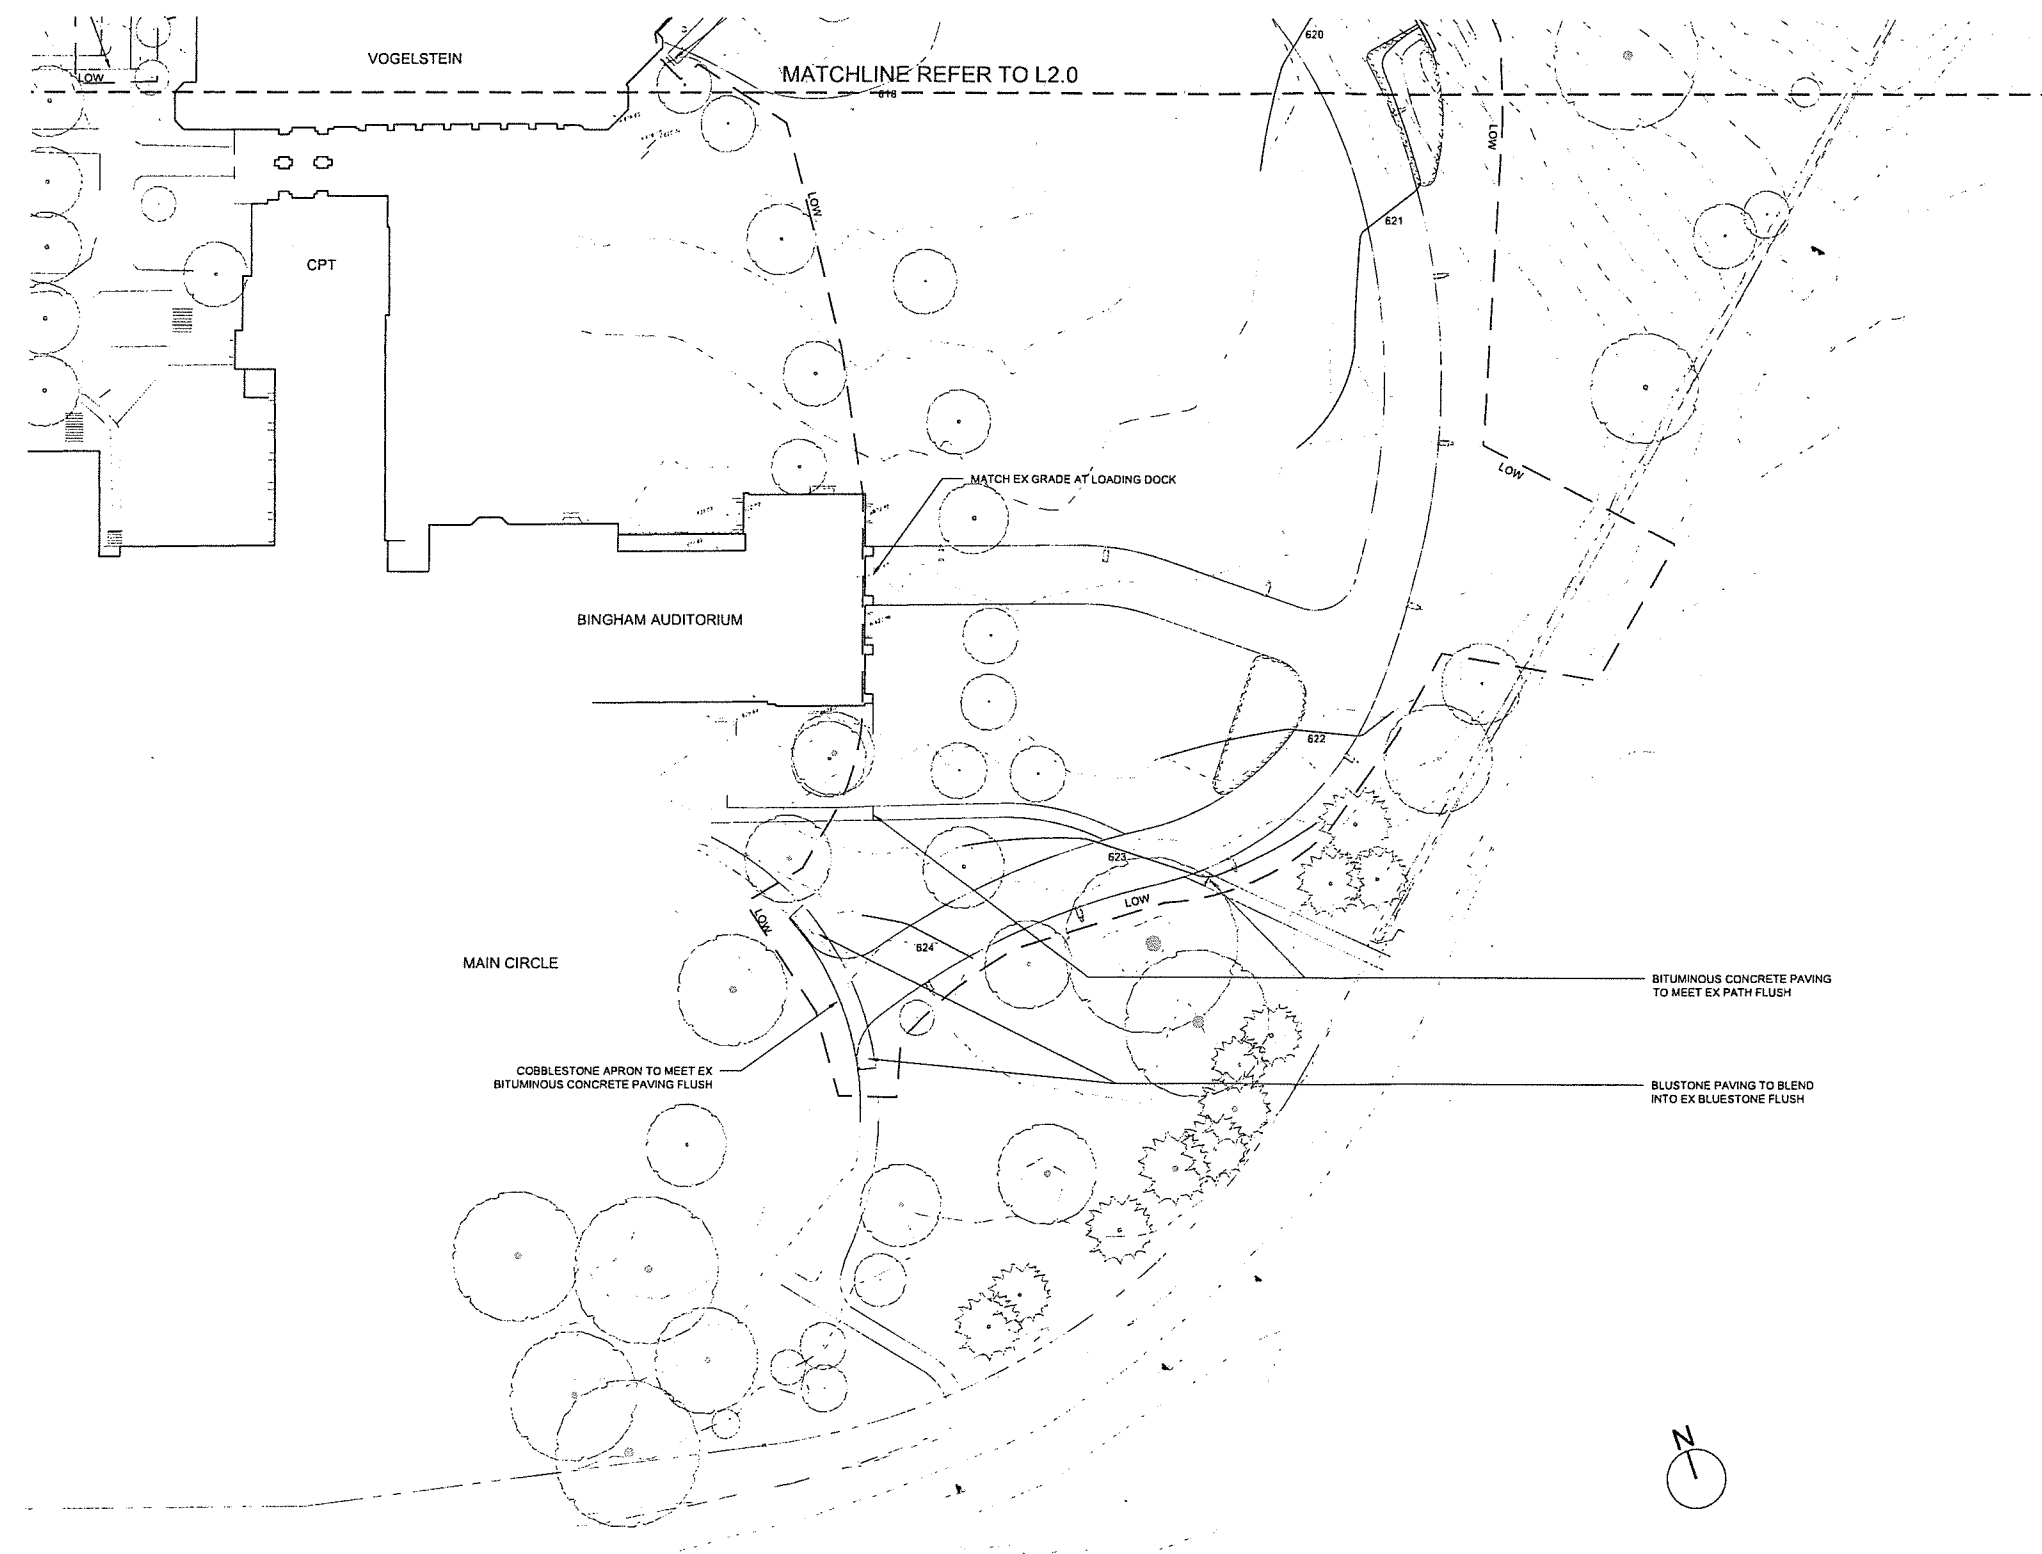 620
VOGELSTEIN
MATCHLINE REFER TO L2.0
LOW
618
LOW
LOW
621
CPT
LOW
MATCH EX GRADE AT LOADING DOCK
BINGHAM AUDITORIUM
622
623
LOW
LOW
624
MAIN CIRCLE
BITUMINOUS CONCRETE PAVING
TO MEET EX PATH FLUSH
COBBLESTONE APRON TO MEET EX
BITUMINOUS CONCRETE PAVING FLUSH
BLUSTONE PAVING TO BLEND
INTO EX BLUESTONE FLUSH
N